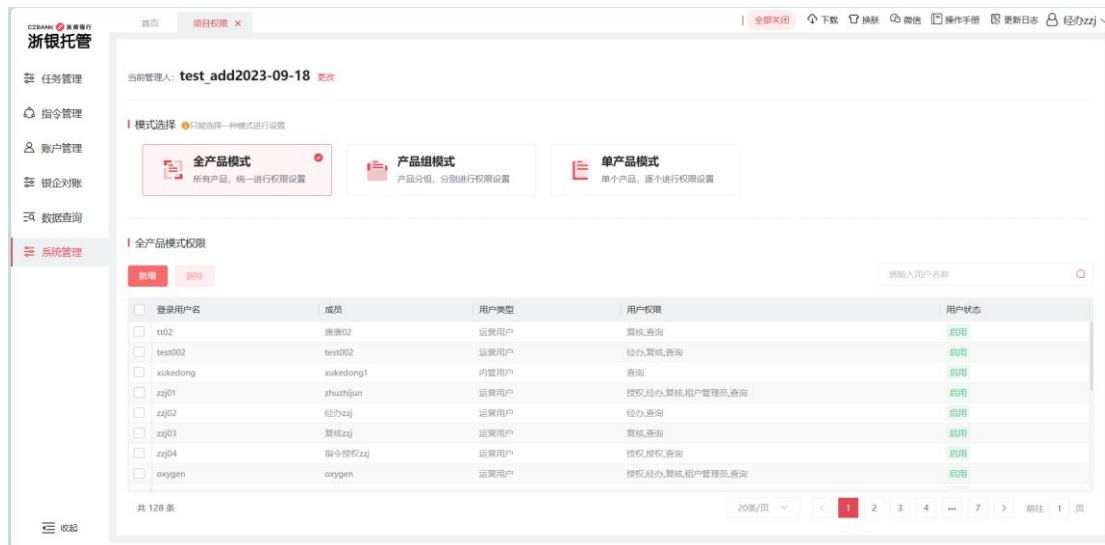 CZBANK 浙商银行
浙银托管
首页
项目权限 ×
全部关闭 下载 换肤 微信 操作手册 更新日志 经办zzj
任务管理
指令管理
账户管理
银企对账
数据查询
系统管理
收起
当前管理人: test_add2023-09-18 更改
模式选择 只能选择一种模式进行设置
全产品模式
所有产品, 统一进行权限设置
产品组模式
产品分组, 分别进行权限设置
单产品模式
单个产品, 逐个进行权限设置
全产品模式权限
新增 删除
请输入用户名称
登录用户名 成员 用户类型 用户权限 用户状态
tt02 唐唐02 运营用户 复核,查询 启用
test002 test002 运营用户 经办,复核,查询 启用
xukedong xukedong1 内管用户 查询 启用
zzj01 zhuzhijun 运营用户 授权,经办,复核,租户管理员,查询 启用
zzj02 经办zzj 运营用户 经办,查询 启用
zzj03 复核zzj 运营用户 复核,查询 启用
zzj04 指令授权zzj 运营用户 授权,授权,查询 启用
oxygen oxygen 运营用户 授权,经办,复核,租户管理员,查询 启用
共 128 条
20条/页 < 1 2 3 4 ... 7 > 前往 1 页